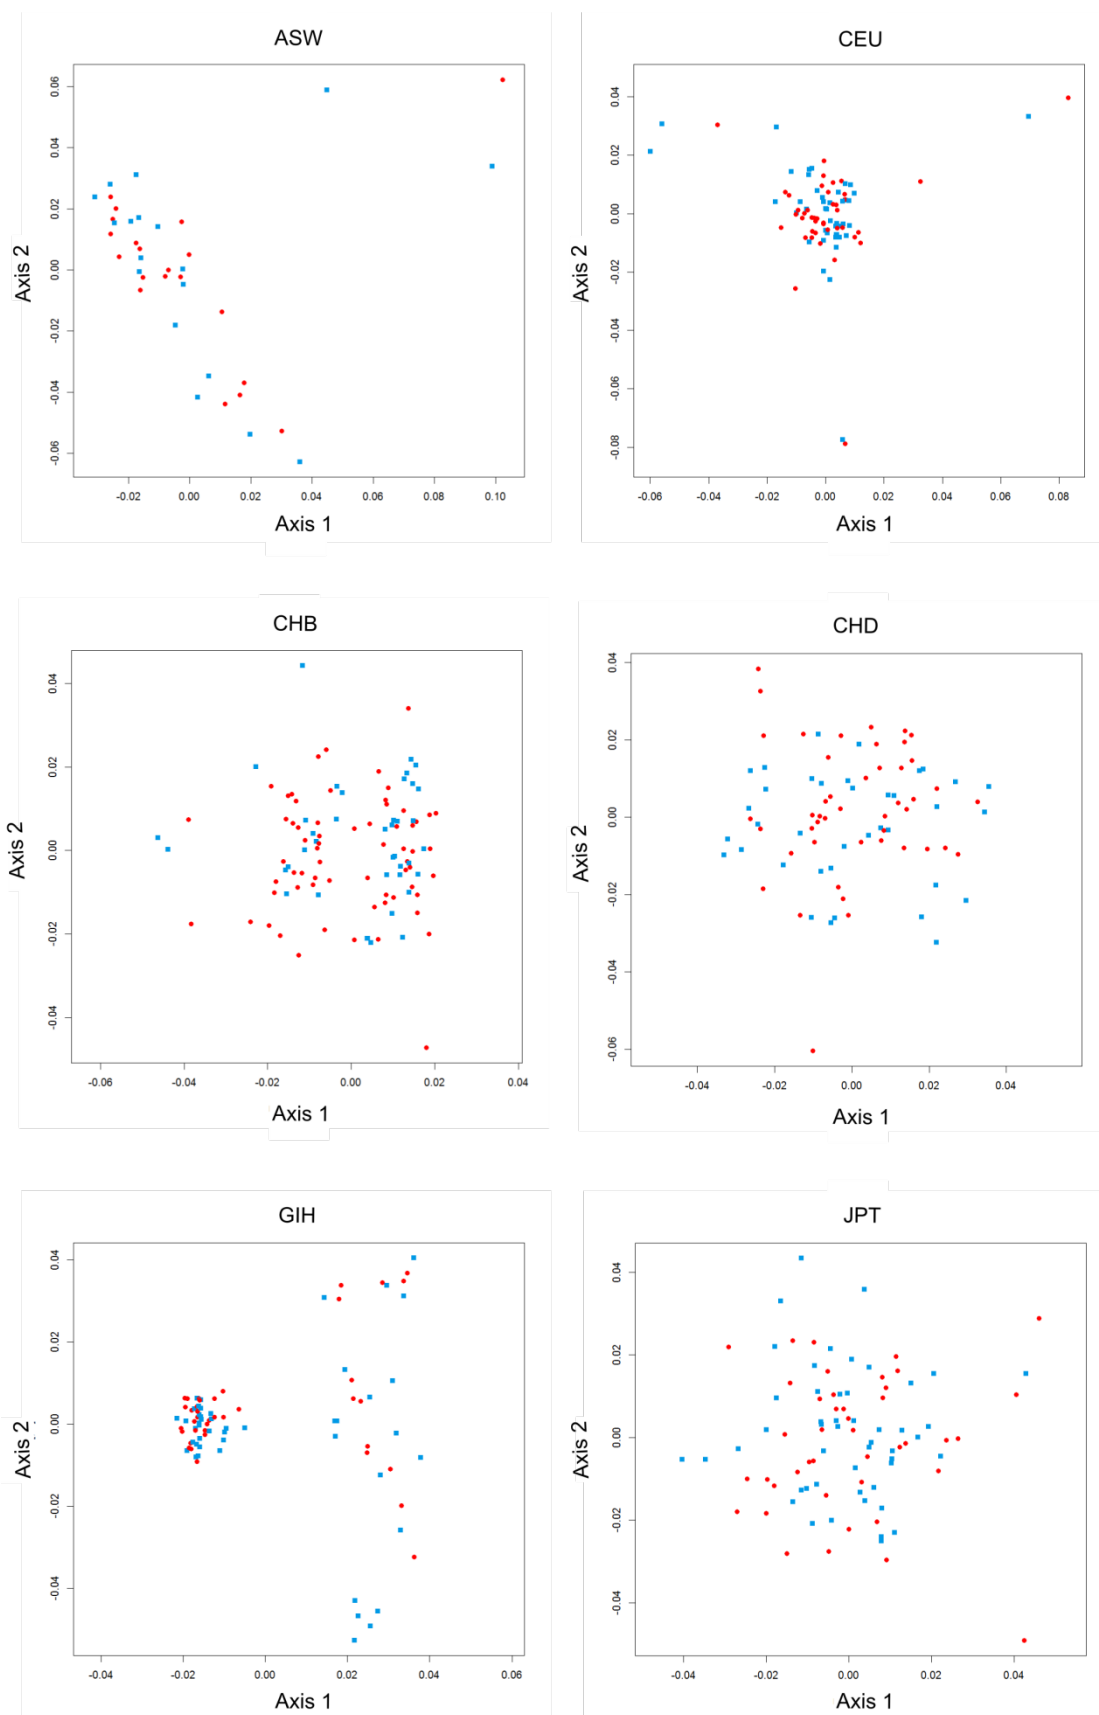 ASW
0.06
0.04
0.02
0.00
-0.02
-0.04
-0.06
Axis 2
-0.02 0.00 0.02 0.04 0.06 0.08 0.10
Axis 1
CEU
0.04
0.02
0.00
-0.02
-0.04
-0.06
-0.08
Axis 2
-0.06 -0.04 -0.02 0.00 0.02 0.04 0.06 0.08
Axis 1
CHB
0.04
0.02
0.00
-0.02
-0.04
Axis 2
-0.06 -0.04 -0.02 0.00 0.02 0.04
Axis 1
CHD
0.04
0.02
0.00
-0.02
-0.04
-0.06
Axis 2
-0.04 -0.02 0.00 0.02 0.04
Axis 1
GIH
0.04
0.02
0.00
-0.02
-0.04
Axis 2
-0.04 -0.02 0.00 0.02 0.04 0.06
Axis 1
JPT
0.04
0.02
0.00
-0.02
-0.04
Axis 2
-0.04 -0.02 0.00 0.02 0.04
Axis 1